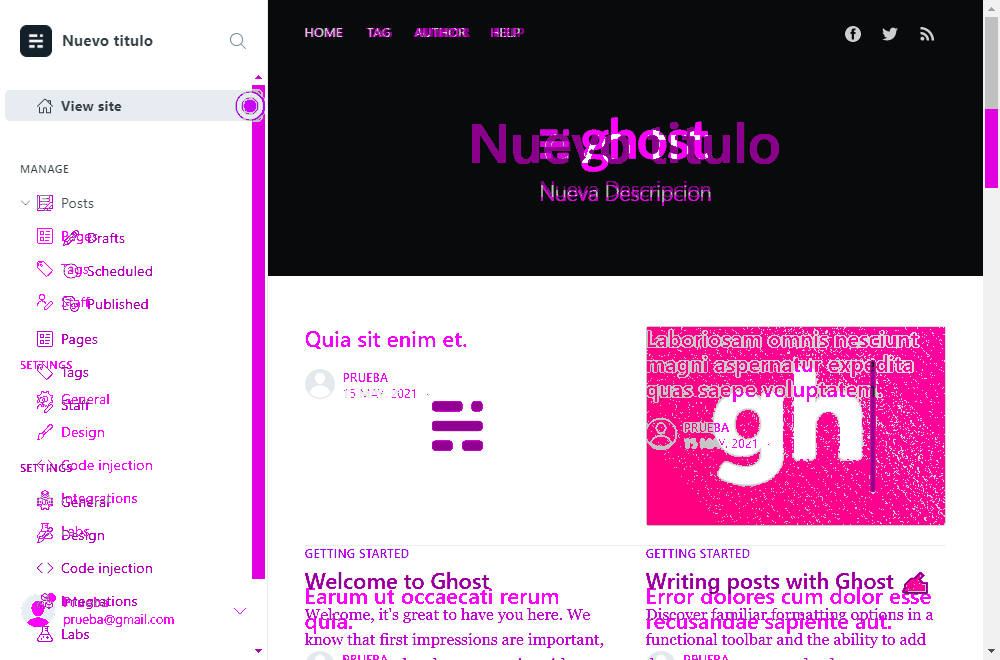 Nuevo titulo
View site
MANAGE
Posts
Pages
Drafts
Tags
Scheduled
Staff
Published
Pages
SETTINGS
Tags
General
Staff
Design
SETTINGS
Code injection
Integrations
General
Labs
Design
Code injection
Prueba
Integrations
prueba@gmail.com
Labs
HOME TAG AUTHOR HELP
Nuevo titulo
ghost
Nueva Descripcion
Quia sit enim et.
PRUEBA
15 MAY, 2021
Laboriosam omnis nesciunt
magni aspernatur expedita
quas saepe voluptatem.
gh
PRUEBA
15 MAY, 2021
GETTING STARTED
Welcome to Ghost
Earum ut occaecati rerum
quia.
Welcome, it's great to have you here. We
know that first impressions are important,
PRUEBA
GETTING STARTED
Writing posts with Ghost
Error dolores cum dolor esse
recusandae sapiente aut.
Discover familiar formatting options in a
functional toolbar and the ability to add
PRUEBA